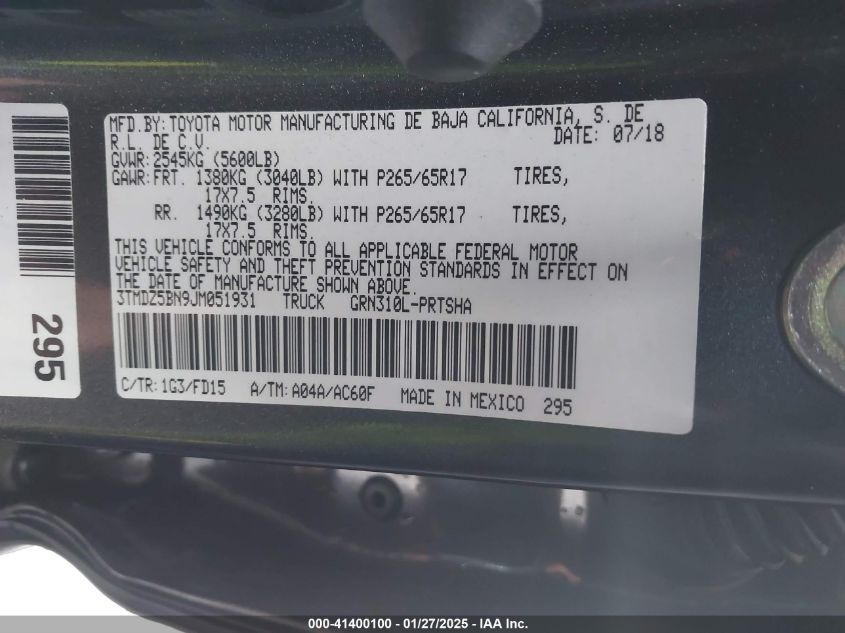 MFD.BY: TOYOTA MOTOR MANUFACTURING DE BAJA CALIFORNIA, S. DE
R.L. DE C.V. DATE: 07/18
GVWR: 2545KG (5600LB)
GAWR: FRT. 1380KG (3040LB) WITH P265/65R17 TIRES,
17X7.5 RIMS.
RR. 1490KG (3280LB) WITH P265/65R17 TIRES,
17X7.5 RIMS.
THIS VEHICLE CONFORMS TO ALL APPLICABLE FEDERAL MOTOR
VEHICLE SAFETY AND THEFT PREVENTION STANDARDS IN EFFECT ON
THE DATE OF MANUFACTURE SHOWN ABOVE.
3TMDZ5BN9JM051931 TRUCK GRN310L-PRTSHA
C/TR: 1G3/FD15 A/TM: A04A/AC60F MADE IN MEXICO 295
295
000-41400100 - 01/27/2025 - IAA Inc.